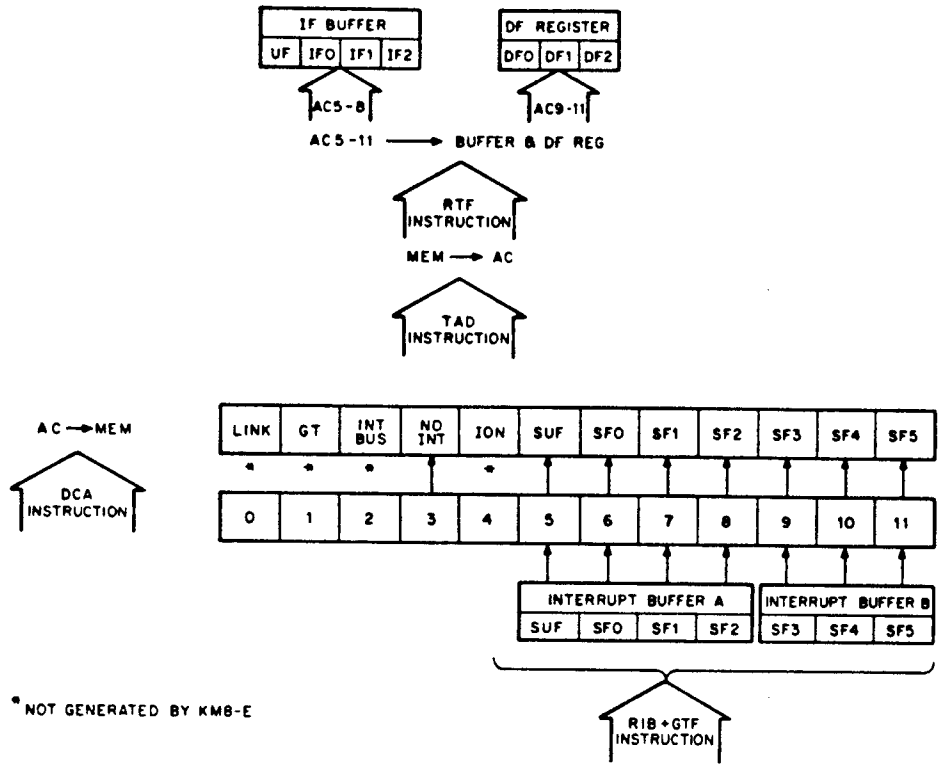 IF BUFFER
UF IF0 IF1 IF2
DF REGISTER
DF0 DF1 DF2
AC5-8
AC9-11
AC5-11 → BUFFER & DF REG
RTF
INSTRUCTION
MEM → AC
TAD
INSTRUCTION
AC → MEM
DCA
INSTRUCTION
LINK GT INT BUS NO INT ION SUF SF0 SF1 SF2 SF3 SF4 SF5
* * * *
0 1 2 3 4 5 6 7 8 9 10 11
INTERRUPT BUFFER A
SUF SF0 SF1 SF2
INTERRUPT BUFFER B
SF3 SF4 SF5
RIB+GTF
INSTRUCTION
* NOT GENERATED BY KM8-E